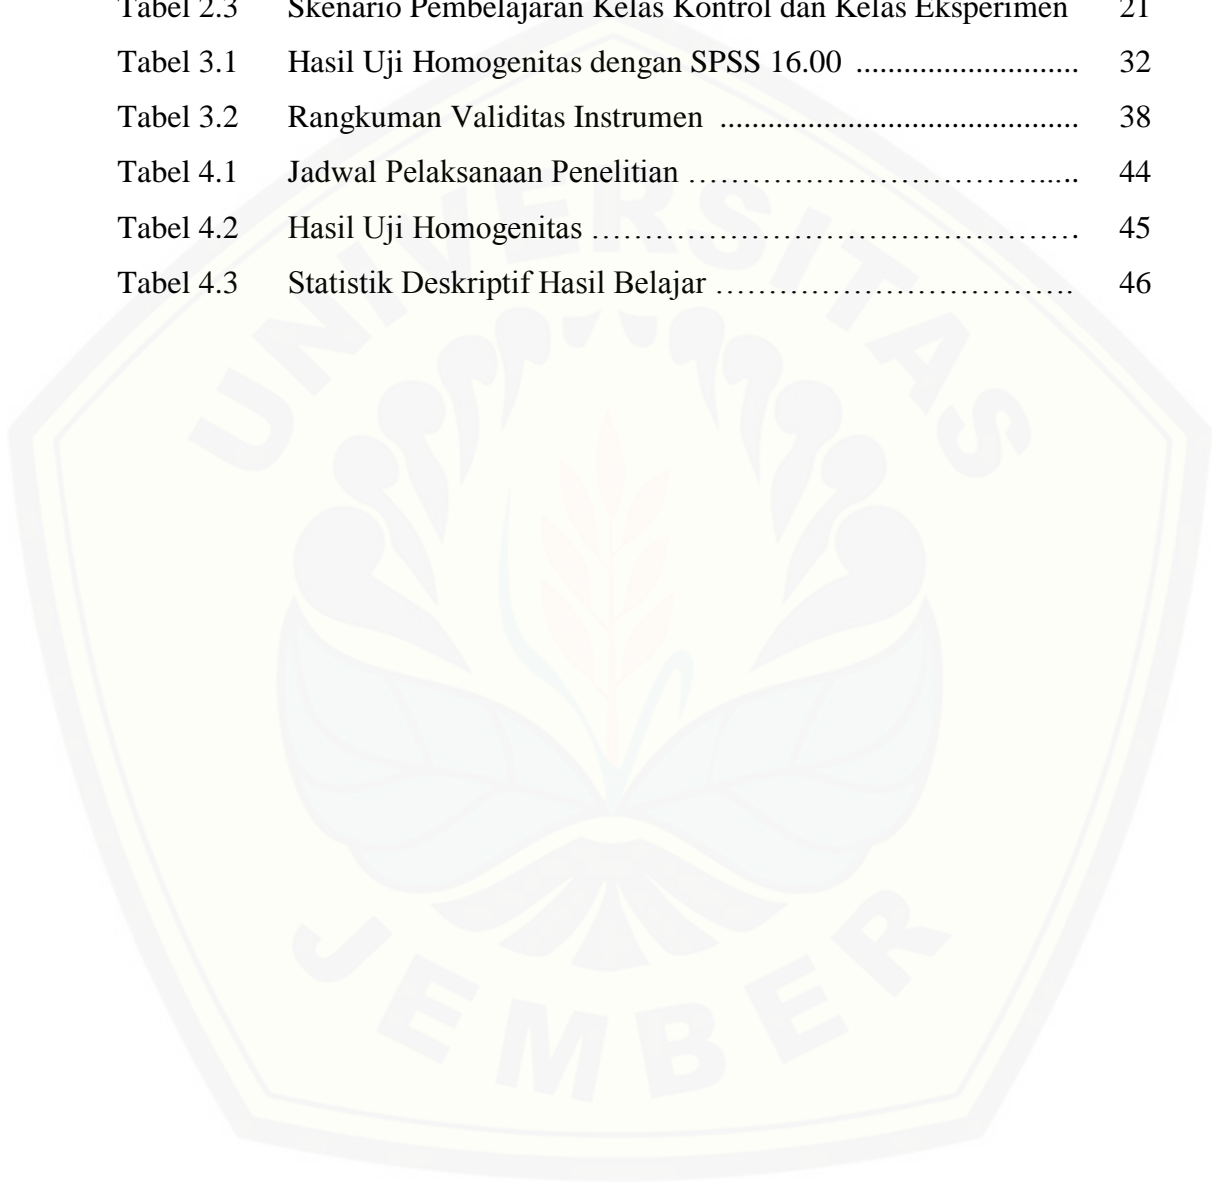 Tabel 2.3 Skenario Pembelajaran Kelas Kontrol dan Kelas Eksperimen 21
Tabel 3.1 Hasil Uji Homogenitas dengan SPSS 16.00 ............................ 32
Tabel 3.2 Rangkuman Validitas Instrumen ............................................. 38
Tabel 4.1 Jadwal Pelaksanaan Penelitian ……………………………...... 44
Tabel 4.2 Hasil Uji Homogenitas ………………………………………. 45
Tabel 4.3 Statistik Deskriptif Hasil Belajar ……………………………. 46
UNIVERSITAS
JEMBER